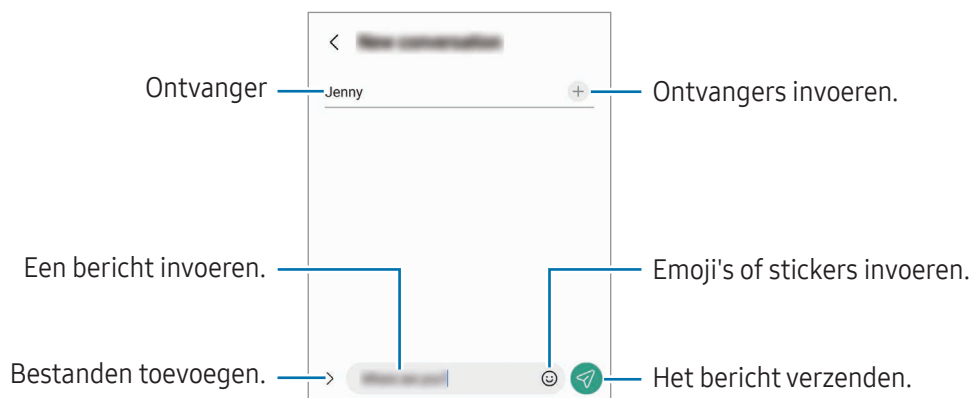 Ontvanger
Jenny
Ontvangers invoeren.
Een bericht invoeren.
Emoji's of stickers invoeren.
Bestanden toevoegen.
Het bericht verzenden.